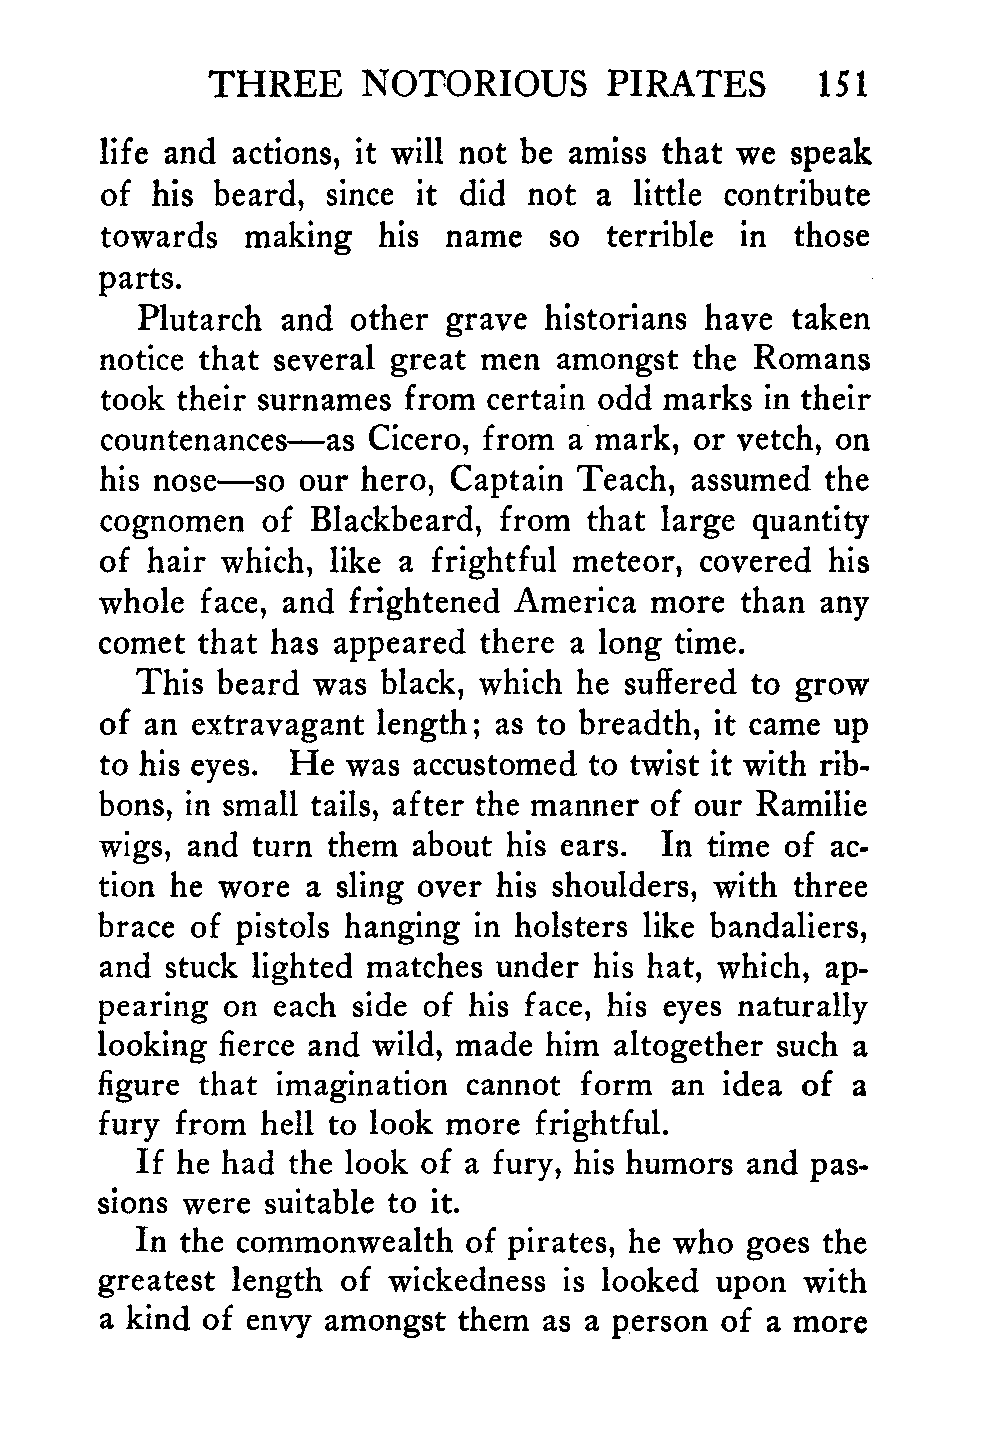 THREE NOTORIOUS PIRATES 151
life and actions, it will not be amiss that we speak
of his beard, since it did not a little contribute
towards making his name so terrible in those
parts.
Plutarch and other grave historians have taken
notice that several great men amongst the Romans
took their surnames from certain odd marks in their
countenances—as Cicero, from a mark, or vetch, on
his nose—so our hero, Captain Teach, assumed the
cognomen of Blackbeard, from that large quantity
of hair which, like a frightful meteor, covered his
whole face, and frightened America more than any
comet that has appeared there a long time.
This beard was black, which he suffered to grow
of an extravagant length; as to breadth, it came up
to his eyes. He was accustomed to twist it with rib-
bons, in small tails, after the manner of our Ramilie
wigs, and turn them about his ears. In time of ac-
tion he wore a sling over his shoulders, with three
brace of pistols hanging in holsters like bandaliers,
and stuck lighted matches under his hat, which, ap-
pearing on each side of his face, his eyes naturally
looking fierce and wild, made him altogether such a
figure that imagination cannot form an idea of a
fury from hell to look more frightful.
If he had the look of a fury, his humors and pas-
sions were suitable to it.
In the commonwealth of pirates, he who goes the
greatest length of wickedness is looked upon with
a kind of envy amongst them as a person of a more